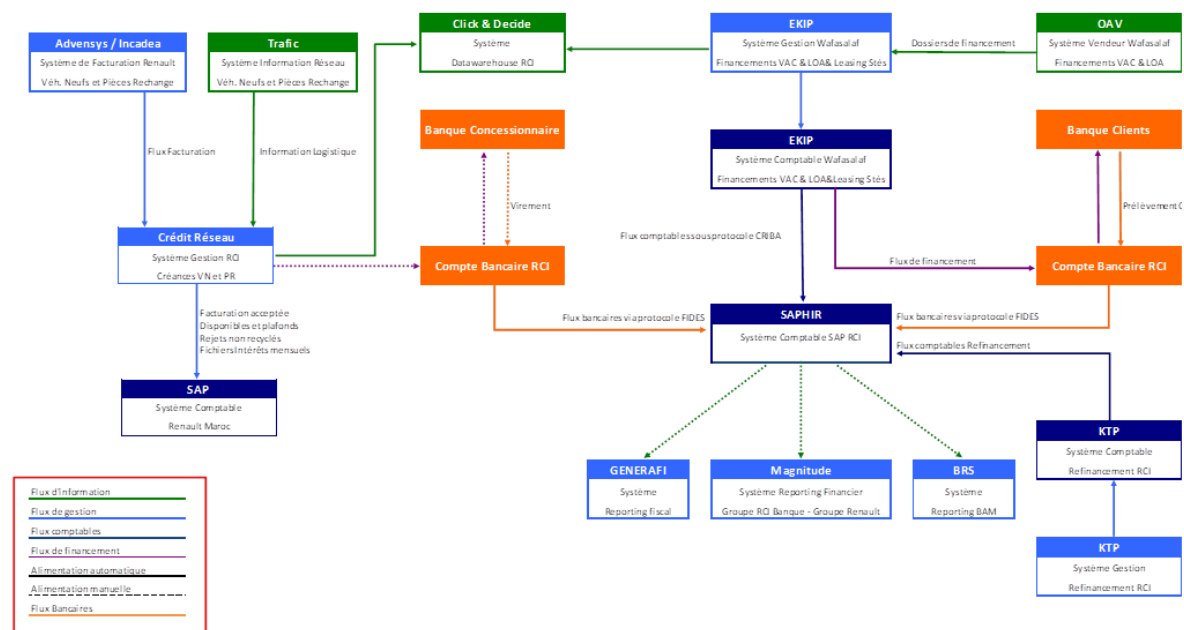 Advensys / Incadea
Système de Facturation Renault
Véh. Neufs et Pièces Rechange
Trafic
Système Information Réseau
Véh. Neufs et Pièces Rechange
Click & Decide
Système
Datawarehouse RCI
EKIP
Système Gestion Wafasalaf
Financements VAC & LOA& Leasing Stés
Dossiers de financement
OAV
Système Vendeur Wafasalaf
Financements VAC & LOA
Flux Facturation
Information Logistique
Banque Concessionnaire
Virement
EKIP
Système Comptable Wafasalaf
Financements VAC & LOA&Leasing Stés
Banque Clients
Prélèvement C
Crédit Réseau
Système Gestion RCI
Créances VN et PR
Compte Bancaire RCI
Flux comptables sous protocole CRIBA
Flux de financement
Compte Bancaire RCI
Facturation acceptée
Disponibles et plafonds
Rejets non recyclés
Fichiers Intérêts mensuels
Flux bancaires via protocole FIDES
SAPHIR
Système Comptable SAP RCI
Flux bancaires via protocole FIDES
Flux comptables Refinancement
SAP
Système Comptable
Renault Maroc
KTP
Système Comptable
Refinancement RCI
GENERAFI
Système
Reporting fiscal
Magnitude
Système Reporting Financier
Groupe RCI Banque - Groupe Renault
BRS
Système
Reporting BAM
KTP
Système Gestion
Refinancement RCI
Flux d'Information
Flux de gestion
Flux comptables
Flux de financement
Alimentation automatique
Alimentation manuelle
Flux Bancaires